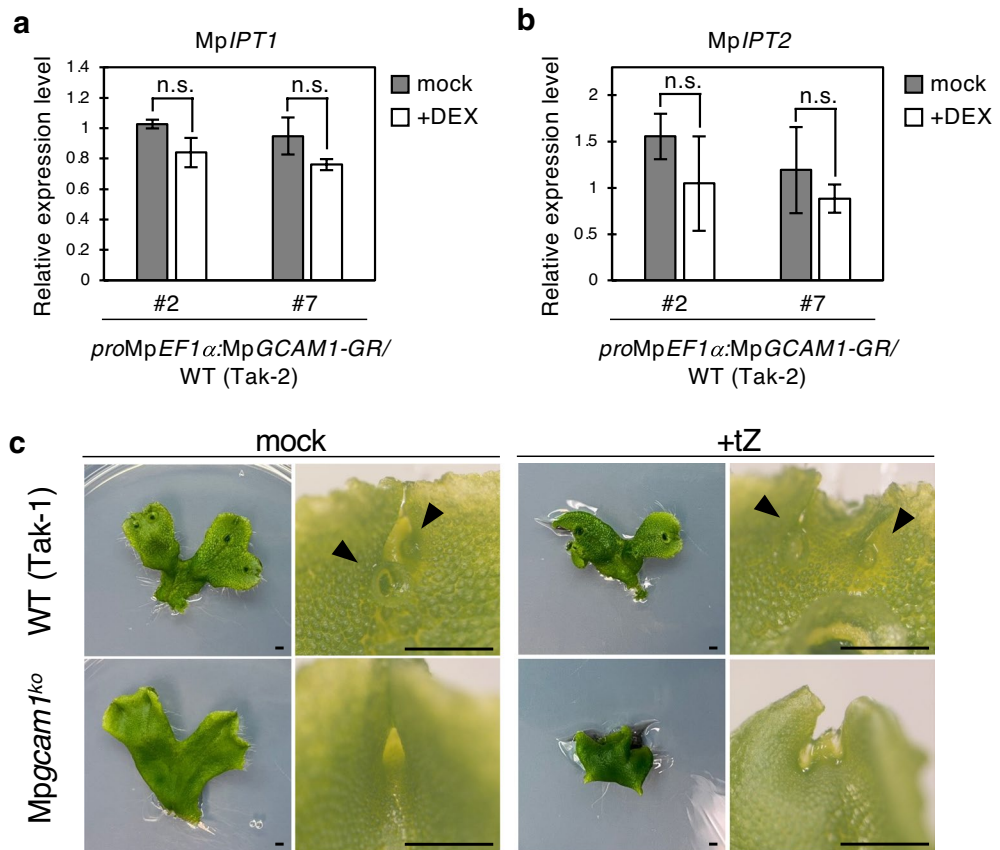 a
MpIPT1
Relative expression level
1.4
1.2
1
0.8
0.6
0.4
0.2
0
n.s.
n.s.
mock
+DEX
#2
#7
proMpEF1α:MpGCAM1-GR/
WT (Tak-2)
b
MpIPT2
Relative expression level
2
1.5
1
0.5
0
n.s.
n.s.
mock
+DEX
#2
#7
proMpEF1α:MpGCAM1-GR/
WT (Tak-2)
c
mock
+tZ
WT (Tak-1)
Mpgcam1ko